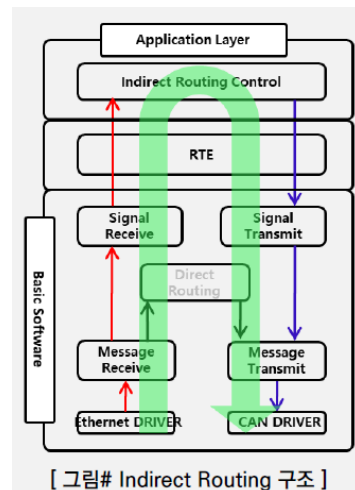 Application Layer
Indirect Routing Control
RTE
Signal
Receive
Signal
Transmit
Direct
Routing
Basic Software
Message
Receive
Message
Transmit
Ethernet DRIVER
CAN DRIVER
[ 그림# Indirect Routing 구조 ]